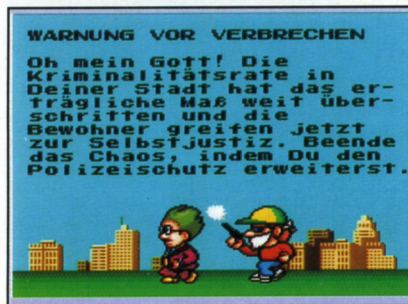 WARNUNG VOR VERBRECHEN
Oh mein Gott! Die
Kriminalitätsrate in
Deiner Stadt hat das er-
trägliche Maß weit über-
schritten und die
Bewohner greifen jetzt
zur Selbstjustiz. Beende
das Chaos, indem Du den
Polizeischutz erweiterst.